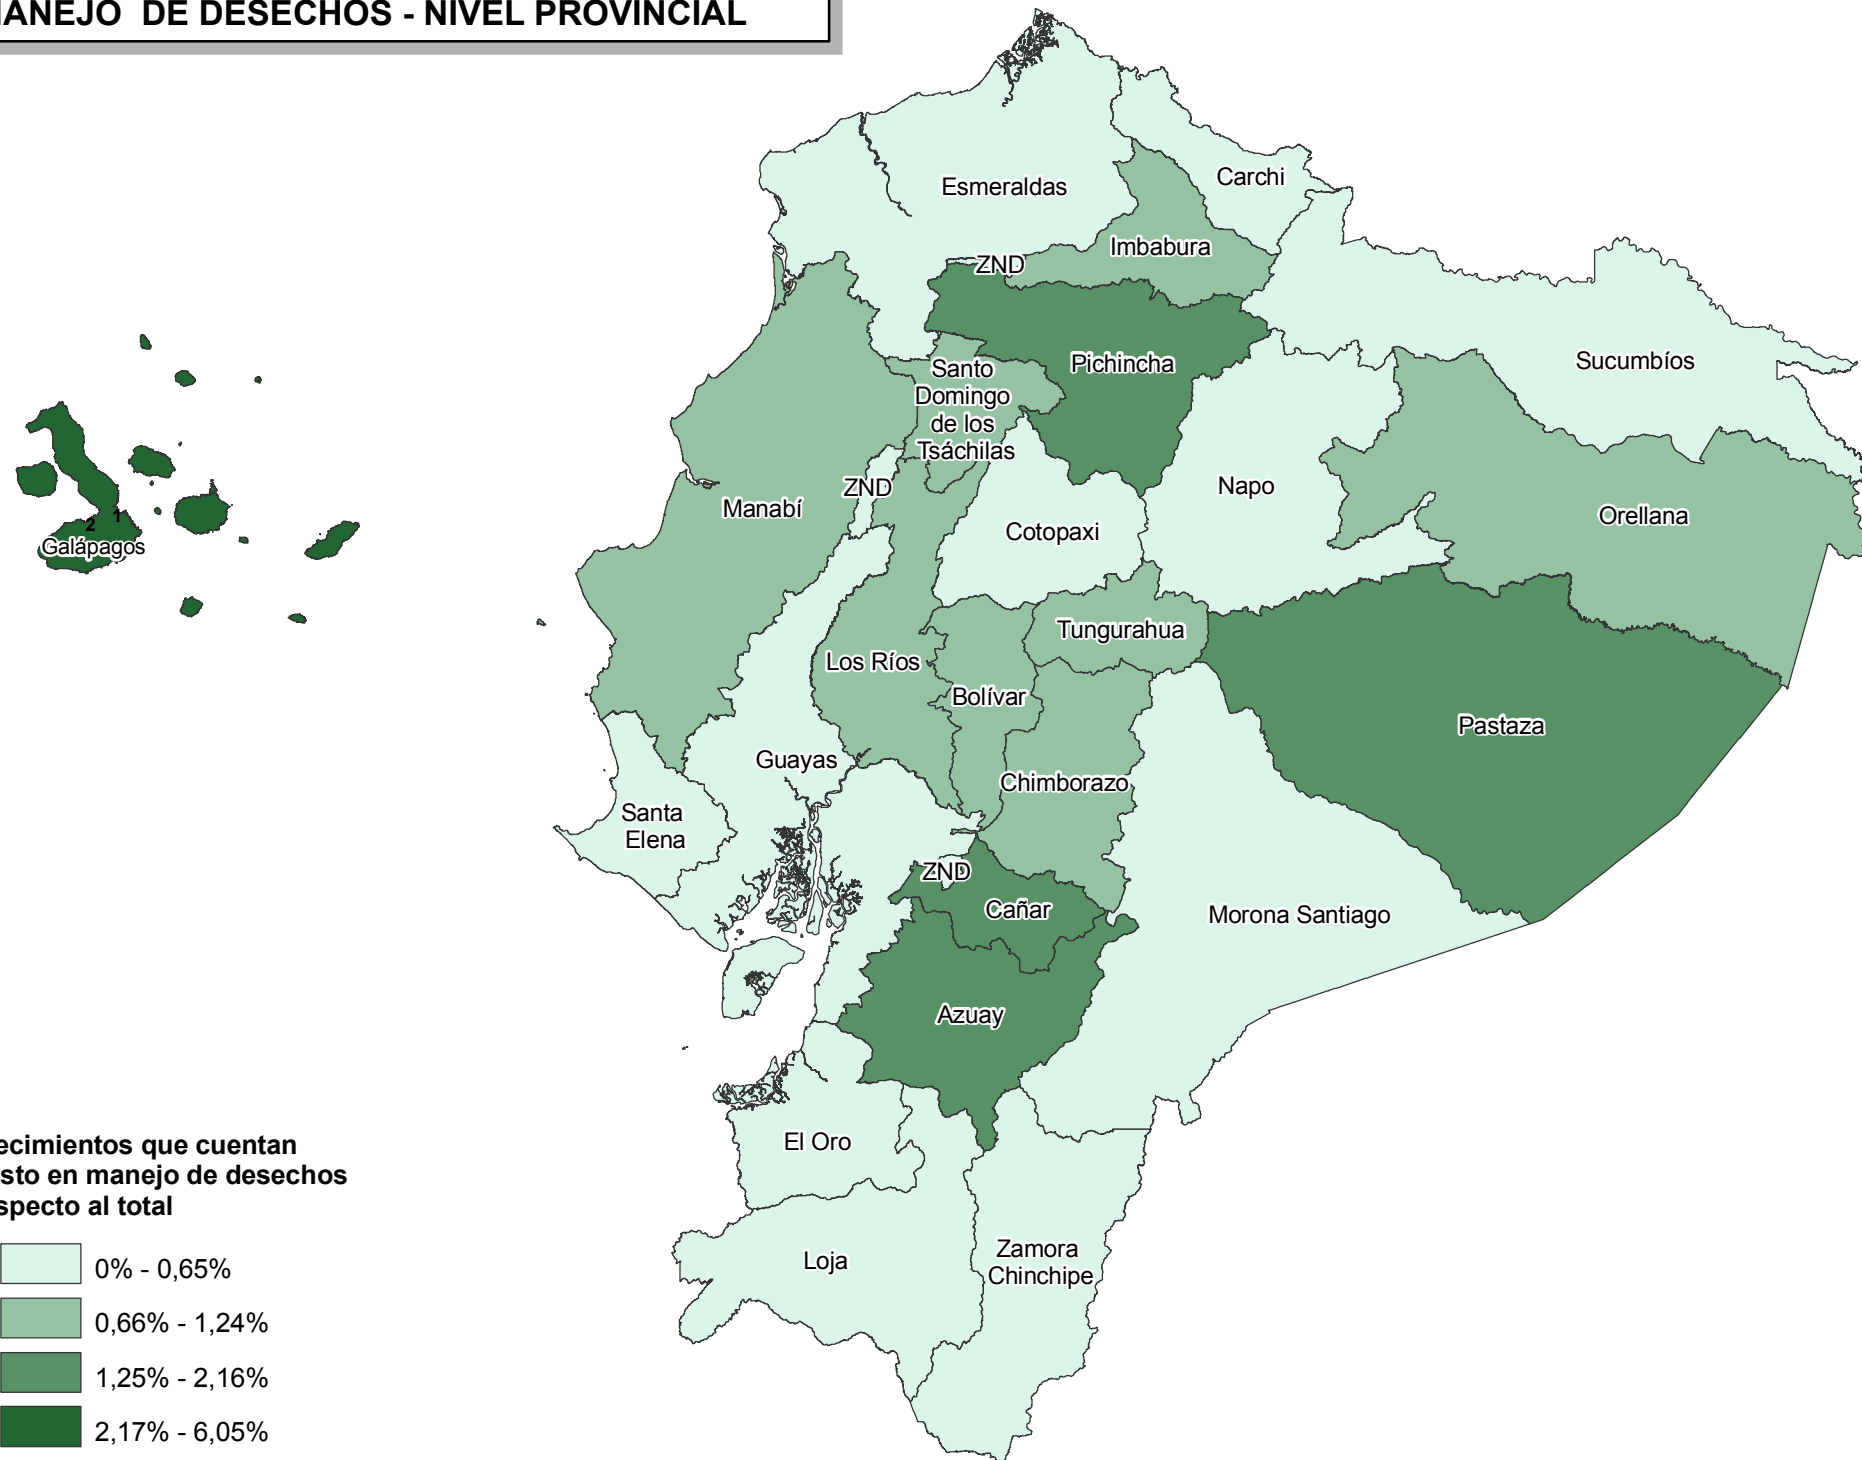 MANEJO DE DESECHOS - NIVEL PROVINCIAL
Esmeraldas
Carchi
Imbabura
ZND
Pichincha
Sucumbíos
Santo
Domingo
de los
Tsáchilas
ZND
Manabí
Napo
Cotopaxi
Orellana
1
2
Galápagos
Tungurahua
Los Ríos
Bolívar
Pastaza
Guayas
Chimborazo
Santa
Elena
ZND
Cañar
Morona Santiago
Azuay
El Oro
Loja
Zamora
Chinchipe
ecimientos que cuentan
sto en manejo de desechos
specto al total
0% - 0,65%
0,66% - 1,24%
1,25% - 2,16%
2,17% - 6,05%